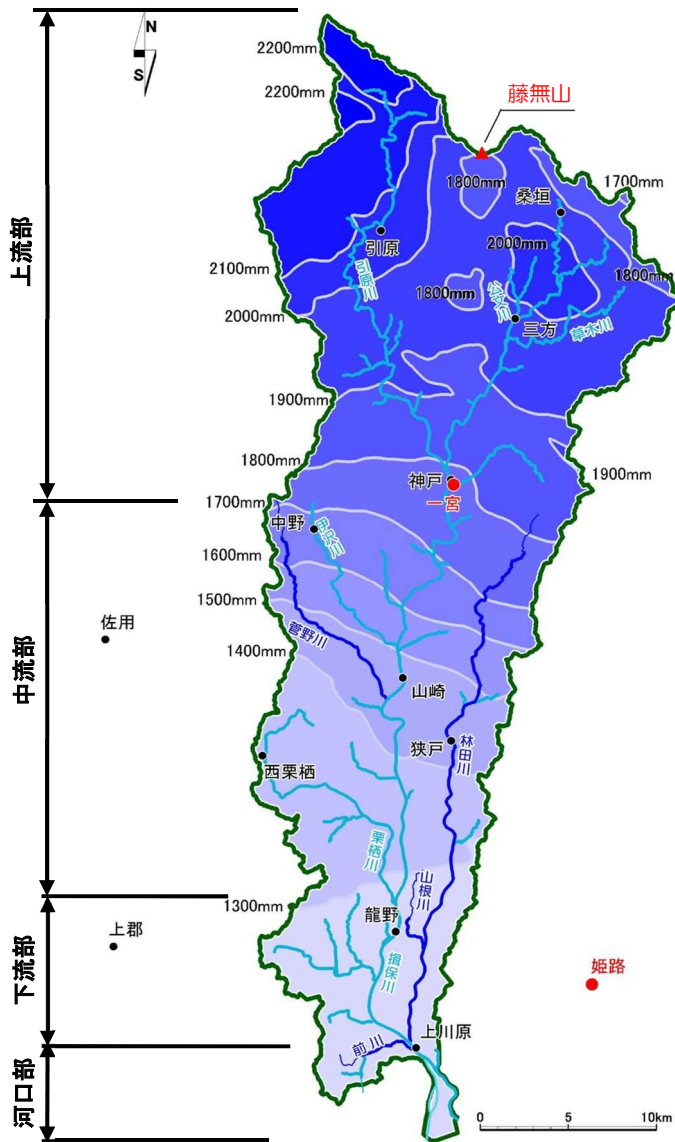 N
S
2200mm
2200mm
藤無山
1800mm
1700mm
桑垣
引原
2000mm
上流部
2100mm
引原川
1800mm
1800mm
公文川
2000mm
三方
草木川
1900mm
1800mm
神戸
1900mm
一宮
1700mm
中野
伊沢川
1600mm
1500mm
佐用
菅野川
1400mm
中流部
山崎
狭戸
林田川
西栗栖
栗栖川
山根川
1300mm
龍野
上郡
下流部
揖保川
姫路
上川原
前川
河口部
0 5 10km